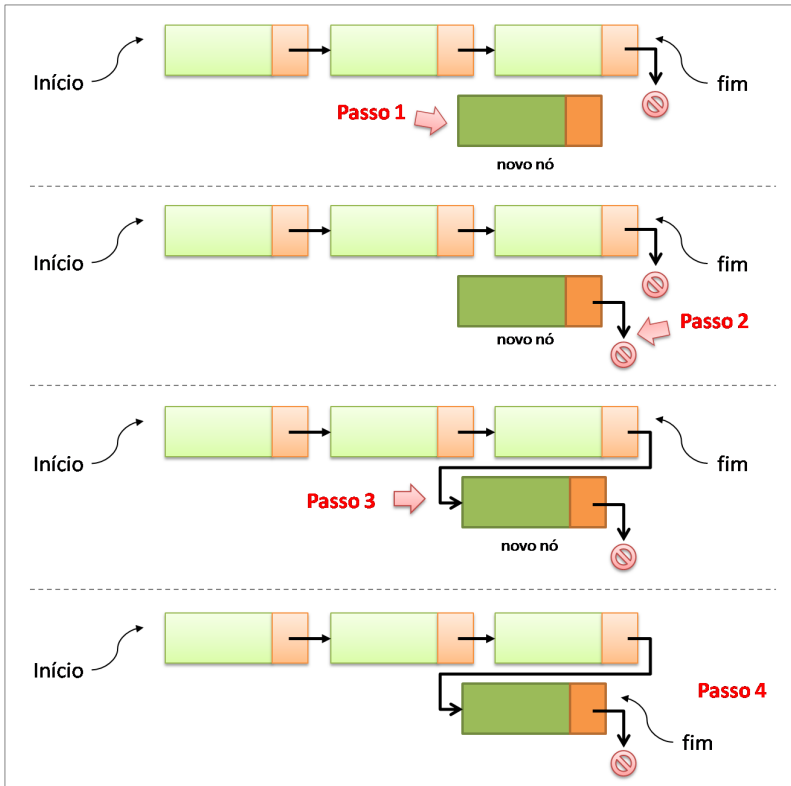 Início
fim
Passo 1
novo nó
Início
fim
Passo 2
novo nó
Início
fim
Passo 3
novo nó
Início
Passo 4
fim